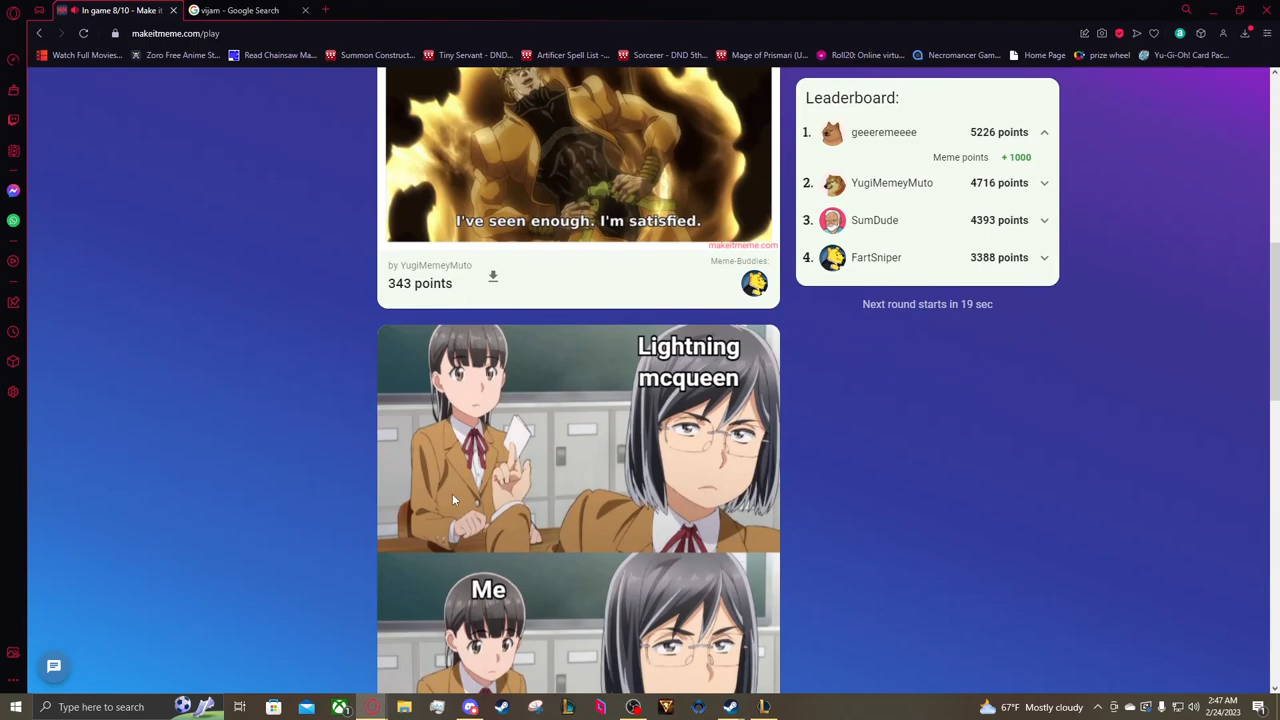 In game 8/10 - Make it
vijam - Google Search
makeitmeme.com/play
Watch Full Movies...
Zoro Free Anime St...
Read Chainsaw Ma...
Summon Construct...
Tiny Servant - DND...
Artificer Spell List -...
Sorcerer - DND 5th...
Mage of Prismari (U...
Roll20: Online virtu...
Necromancer Gam...
Home Page
prize wheel
Yu-Gi-Oh! Card Pac...
I've seen enough. I'm satisfied.
makeitmeme.com
by YugiMemeyMuto
343 points
Meme-Buddies:
Lightning
mcqueen
Me
Leaderboard:
1. geeeremeeee 5226 points
Meme points + 1000
2. YugiMemeyMuto 4716 points
3. SumDude 4393 points
4. FartSniper 3388 points
Next round starts in 19 sec
Type here to search
67°F Mostly cloudy
2:47 AM
2/24/2023